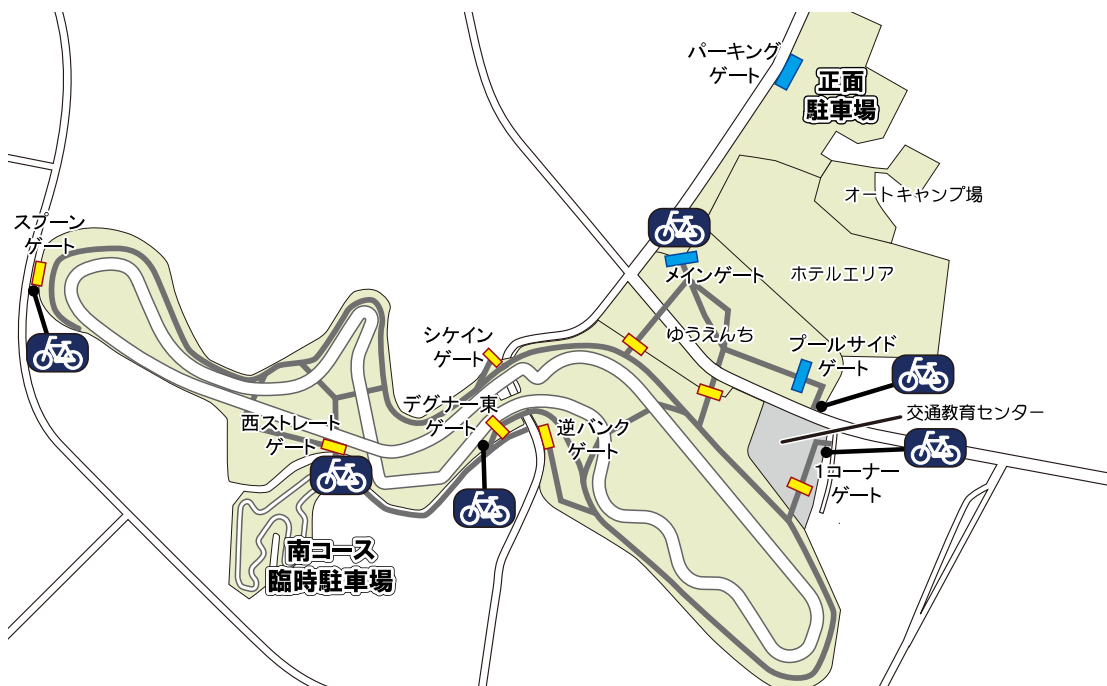 パーキング
ゲート
正面
駐車場
オートキャンプ場
スプーン
ゲート
メインゲート
ホテルエリア
シケイン
ゲート
ゆうえんち
プールサイド
ゲート
デグナー東
ゲート
西ストレート
ゲート
逆バンク
ゲート
交通教育センター
1コーナー
ゲート
南コース
臨時駐車場